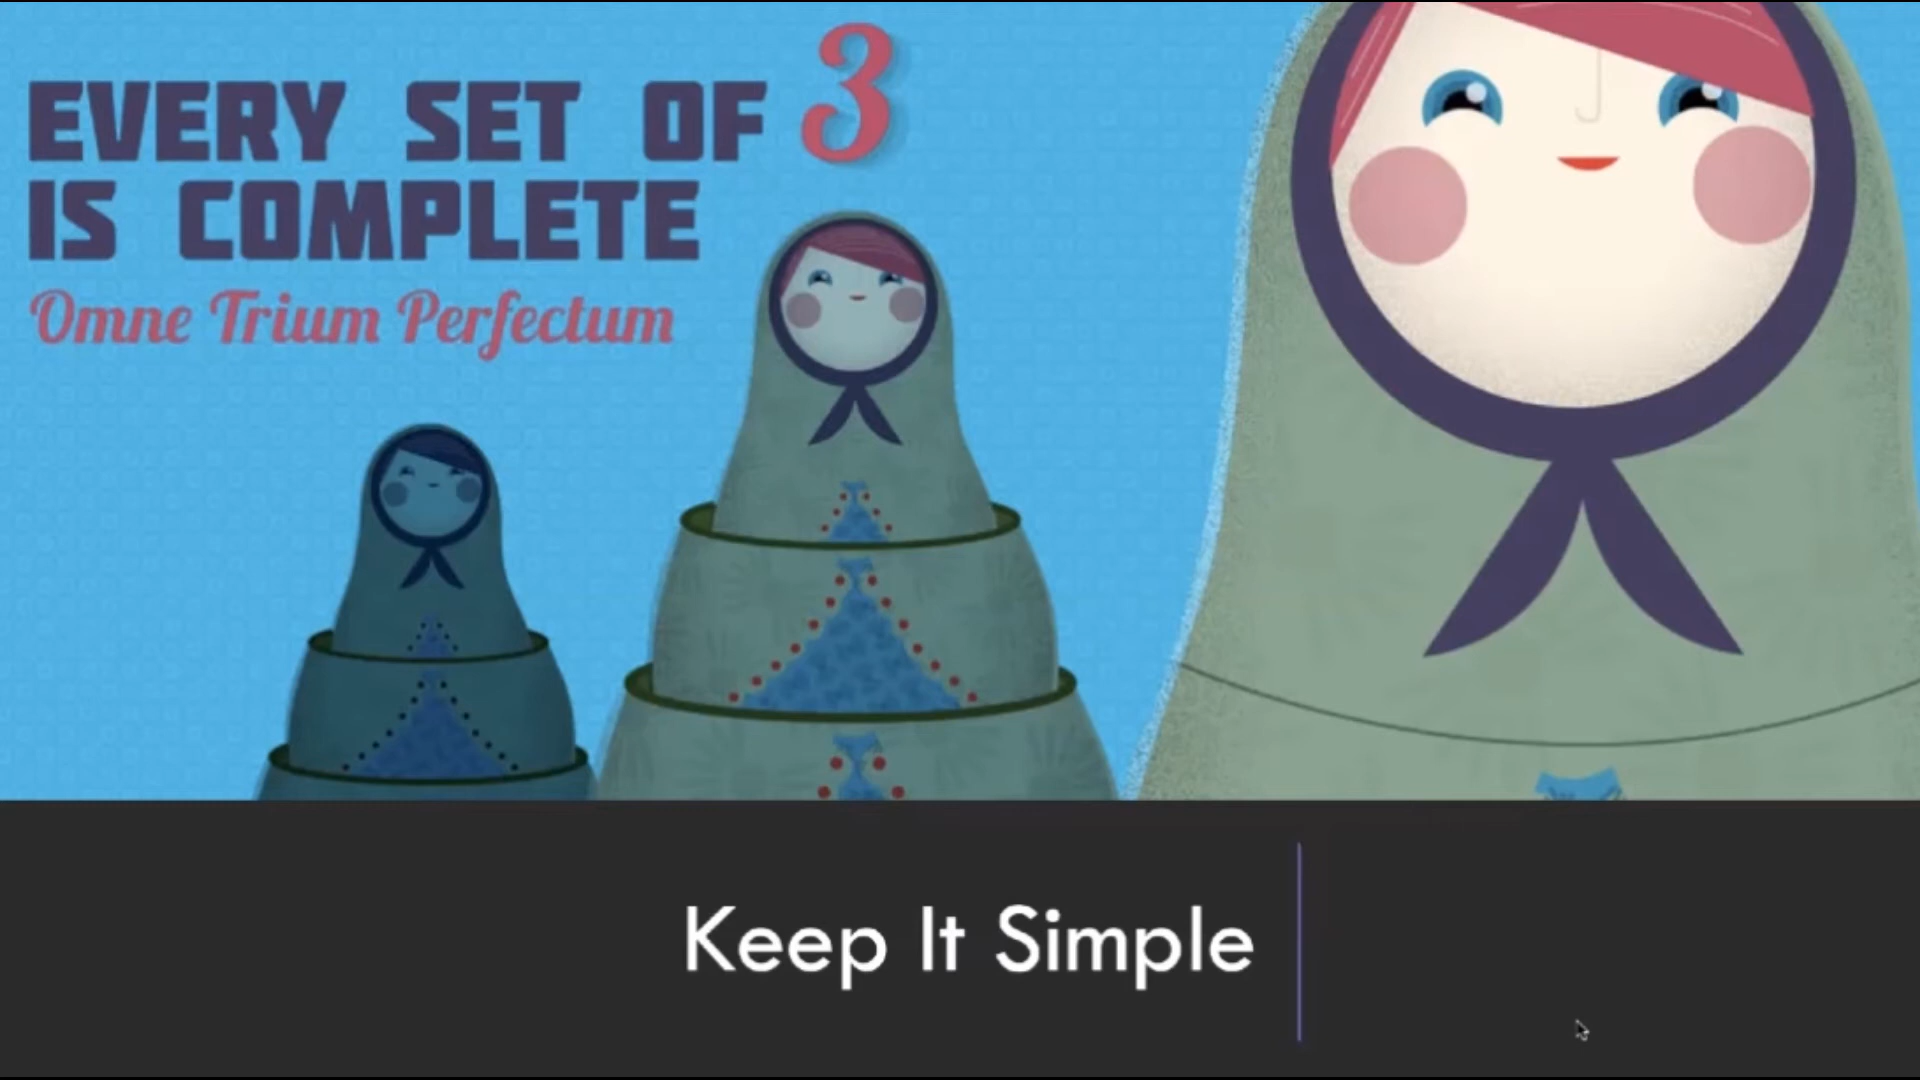 EVERY SET OF 3
IS COMPLETE
Omne Trium Perfectum
Keep It Simple